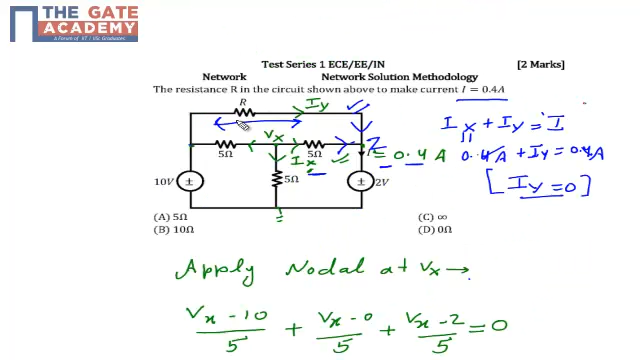 THE GATE
ACADEMY
A Forum of IIT / IISc Graduates
Test Series 1 ECE/EE/IN
[2 Marks]
Network
Network Solution Methodology
The resistance R in the circuit shown above to make current I = 0.4A
R
Iy
Vx
5Ω
5Ω
Ix
I = 0.4 A
5Ω
10V
2V
Ix + Iy = I
0.4A + Iy = 0.4A
[Iy = 0]
(A) 5Ω
(C) ∞
(B) 10Ω
(D) 0Ω
Apply Nodal at Vx →
Vx - 10 / 5 + Vx - 0 / 5 + Vx - 2 / 5 = 0